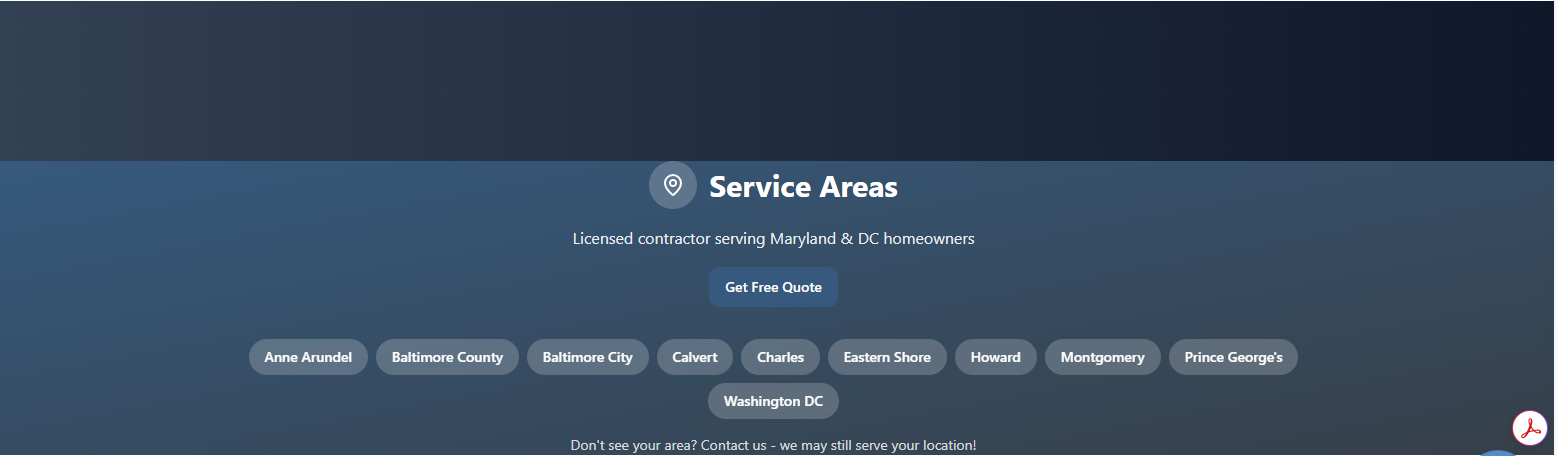 Service Areas
Licensed contractor serving Maryland & DC homeowners
Get Free Quote
Anne Arundel Baltimore County Baltimore City Calvert Charles Eastern Shore Howard Montgomery Prince George's
Washington DC
Don't see your area? Contact us - we may still serve your location!